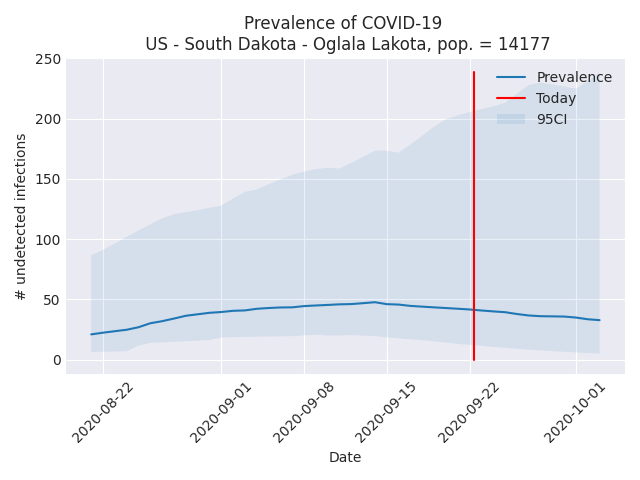 Prevalence of COVID-19
US - South Dakota - Oglala Lakota, pop. = 14177
Prevalence
Today
95CI
# undetected infections
250
200
150
100
50
0
2020-08-22
2020-09-01
2020-09-08
2020-09-15
2020-09-22
2020-10-01
Date